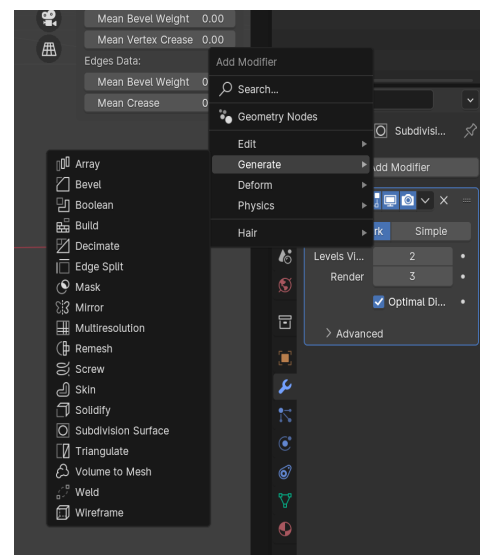 Mean Bevel Weight 0.00
Mean Vertex Crease 0.00
Edges Data:
Mean Bevel Weight 0
Mean Crease 0
Add Modifier
Search...
Geometry Nodes
Edit
Generate
Deform
Physics
Hair
Array
Bevel
Boolean
Build
Decimate
Edge Split
Mask
Mirror
Multiresolution
Remesh
Screw
Skin
Solidify
Subdivision Surface
Triangulate
Volume to Mesh
Weld
Wireframe
Subdivisi...
Add Modifier
rk Simple
Levels Vi... 2
Render 3
Optimal Di...
Advanced